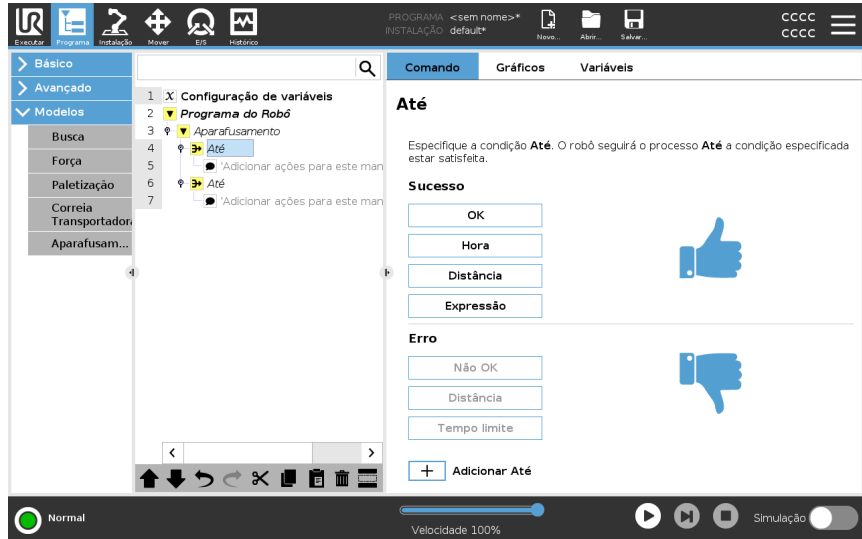 UR
Executar
Programa
Instalação
Mover
E/S
Histórico
PROGRAMA <sem nome>*
INSTALAÇÃO default*
Novo...
Abrir...
Salvar...
CCCC
CCCC
Básico
Avançado
Modelos
Busca
Força
Paletização
Correia
Transportador
Aparafusam...
1 X Configuração de variáveis
2 Programa do Robô
3 Aparafusamento
4 Até
5 'Adicionar ações para este man
6 Até
7 'Adicionar ações para este man
Comando
Gráficos
Variáveis
Até
Especifique a condição Até. O robô seguirá o processo Até a condição especificada
estar satisfeita.
Sucesso
OK
Hora
Distância
Expressão
Erro
Não OK
Distância
Tempo limite
Adicionar Até
Normal
Velocidade 100%
Simulação